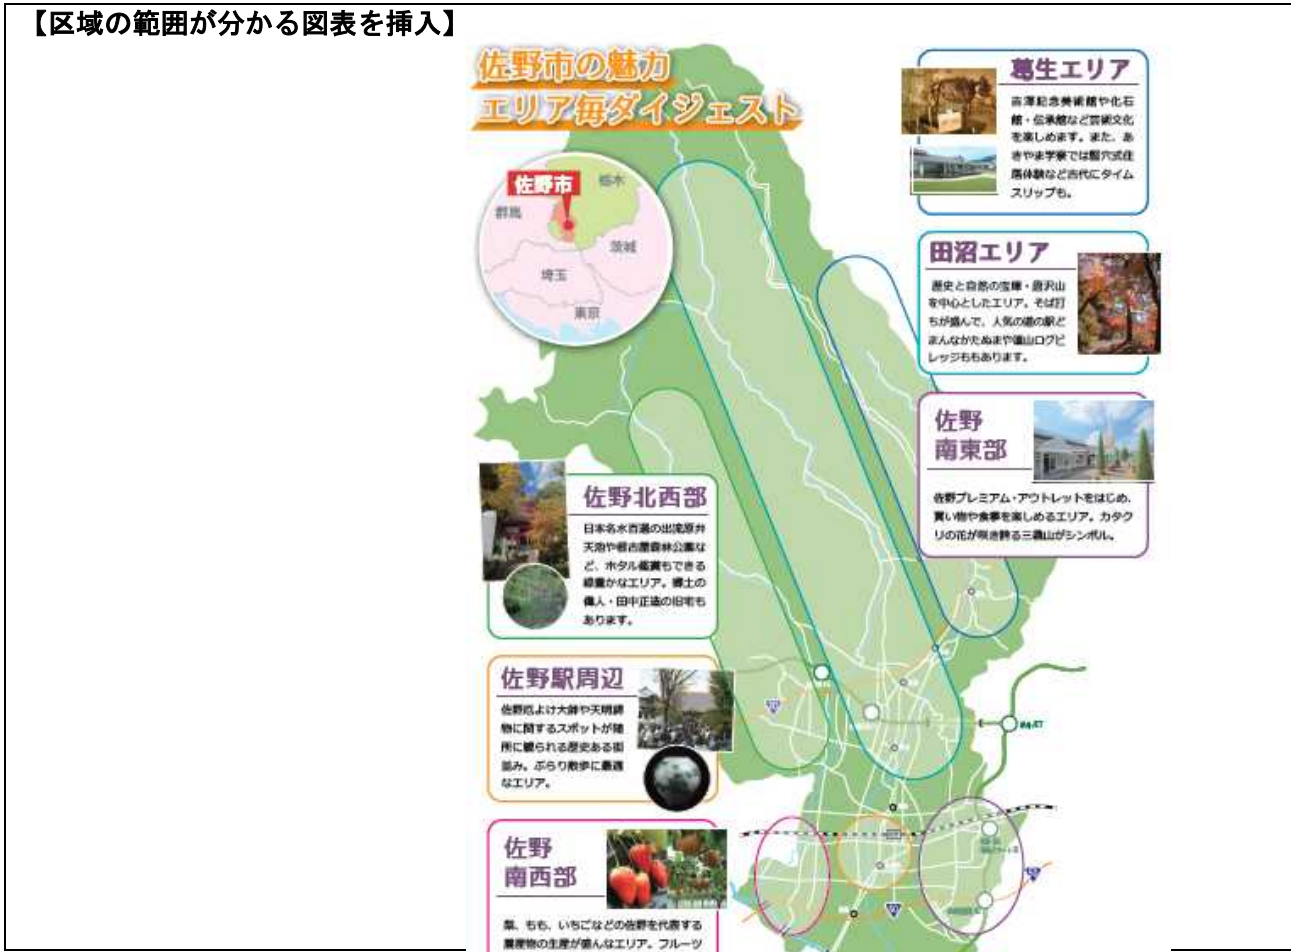 【区域の範囲が分かる図表を挿入】
佐野市の魅力
エリア毎ダイジェスト
佐野市
栃木
群馬
茨城
埼玉
東京
葛生エリア
吉澤記念美術館や化石
館・伝承館など芸術文化
を楽しめます。また、あ
きやま学寮では竪穴式住
居体験など古代にタイム
スリップも。
田沼エリア
歴史と自然の宝庫・唐沢山
を中心としたエリア。そば打
ちが盛んで、人気の道の駅ど
まんなかたぬまや蓬山ログビ
レッジももあります。
佐野
南東部
佐野プレミアム・アウトレットをはじめ、
買い物や食事を楽しめるエリア。カタク
リの花が咲き誇る三毳山がシンボル。
佐野北西部
日本名水百選の出流原弁
天池や根古屋森林公園な
ど、ホタル鑑賞もできる
緑豊かなエリア。郷土の
偉人・田中正造の旧宅も
あります。
佐野駅周辺
佐野厄よけ大師や天明鋳
物に関するスポットが随
所に観られる歴史ある街
並み。ぶらり散歩に最適
なエリア。
佐野
南西部
梨、もも、いちごなどの佐野を代表する
農産物の生産が盛んなエリア。フルーツ